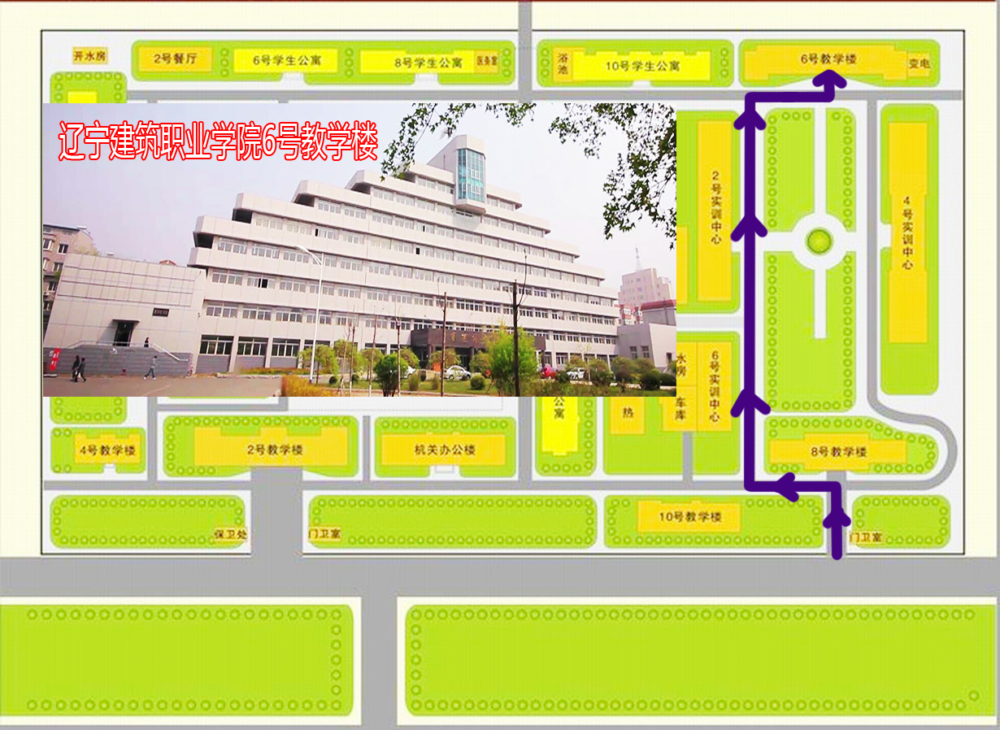 开水房
2号餐厅
6号学生公寓
8号学生公寓
医务室
浴池
10号学生公寓
6号教学楼
变电
辽宁建筑职业学院6号教学楼
2号实训中心
4号实训中心
公寓
热
水房
车库
6号实训中心
4号教学楼
2号教学楼
机关办公楼
8号教学楼
保卫处
门卫室
10号教学楼
门卫室